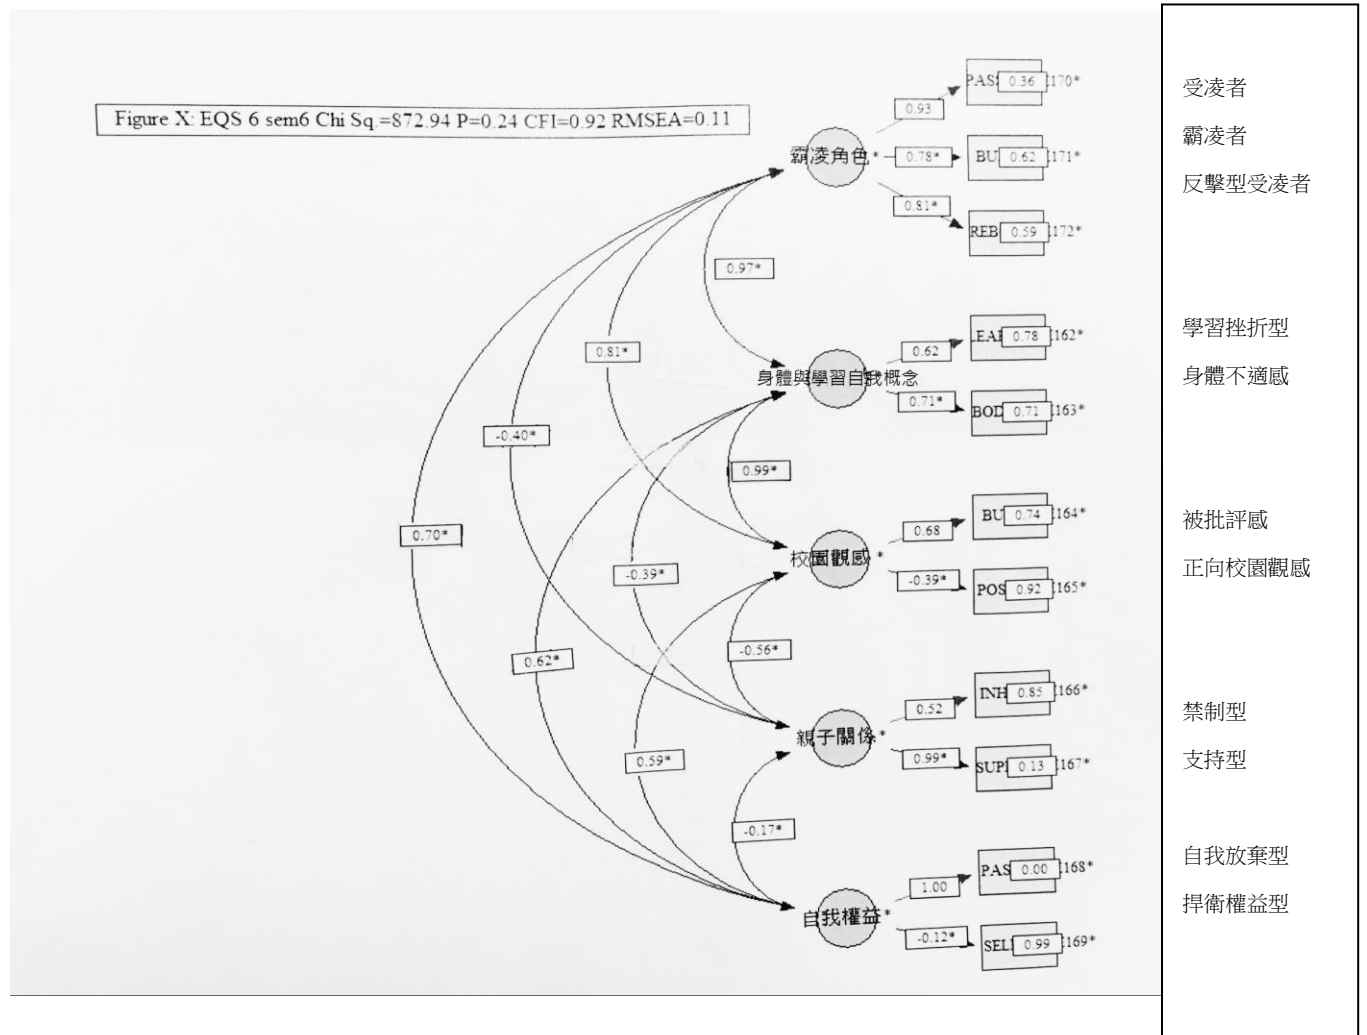 Figure X: EQS 6 sem6 Chi Sq.=872.94 P=0.24 CFI=0.92 RMSEA=0.11
霸凌角色*
0.93
PAS 0.36 170*
0.78*
BU 0.62 171*
0.81*
REB 0.59 172*
受凌者
霸凌者
反擊型受凌者
0.97*
0.81*
-0.40*
0.70*
身體與學習自我概念
0.62
EA 0.78 162*
0.71*
BOD 0.71 163*
學習挫折型
身體不適感
0.99*
-0.39*
0.62*
校園觀感*
0.68
BU 0.74 164*
-0.39*
POS 0.92 165*
被批評感
正向校園觀感
-0.56*
0.59*
親子關係*
0.52
INH 0.85 166*
0.99*
SUP 0.13 167*
禁制型
支持型
-0.17*
自我權益*
1.00
PAS 0.00 168*
-0.12*
SEL 0.99 169*
自我放棄型
捍衛權益型